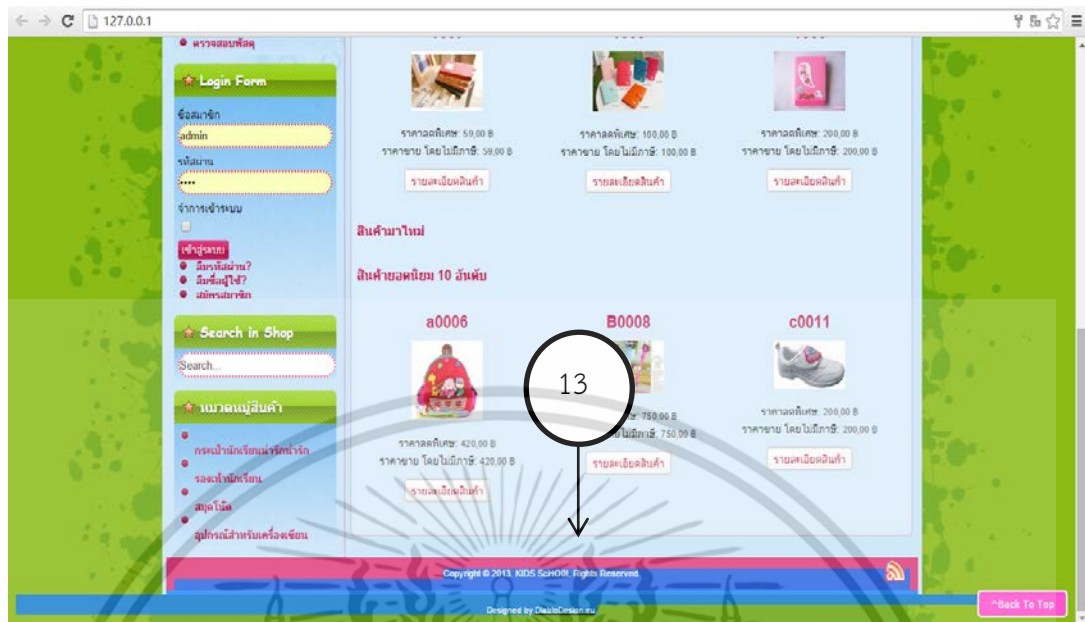 127.0.0.1
ตรวจสอบพัสดุ
Login Form
ชื่อสมาชิก
admin
รหัสผ่าน
••••
จำการเข้าระบบ
เข้าสู่ระบบ
ลืมรหัสผ่าน?
ลืมชื่อผู้ใช้?
สมัครสมาชิก
Search in Shop
Search...
หมวดหมู่สินค้า
กระเป๋านักเรียนน่ารักน่ารัก
รองเท้านักเรียน
สมุดโน๊ต
อุปกรณ์สำหรับเครื่องเขียน
ราคาลดพิเศษ: 59,00 ฿
ราคาขาย โดยไม่มีภาษี: 59,00 ฿
รายละเอียดสินค้า
ราคาลดพิเศษ: 100,00 ฿
ราคาขาย โดยไม่มีภาษี: 100,00 ฿
รายละเอียดสินค้า
ราคาลดพิเศษ: 200,00 ฿
ราคาขาย โดยไม่มีภาษี: 200,00 ฿
รายละเอียดสินค้า
สินค้ามาใหม่
สินค้ายอดนิยม 10 อันดับ
a0006
ราคาลดพิเศษ: 420,00 ฿
ราคาขาย โดยไม่มีภาษี: 420,00 ฿
รายละเอียดสินค้า
B0008
13
750,00 ฿
โดยไม่มีภาษี: 750,00 ฿
รายละเอียดสินค้า
c0011
ราคาลดพิเศษ: 200,00 ฿
ราคาขาย โดยไม่มีภาษี: 200,00 ฿
รายละเอียดสินค้า
Copyright © 2013. KIDS ScHOOl. Rights Reserved.
Designed by DiabloDesign.eu.
^Back To Top